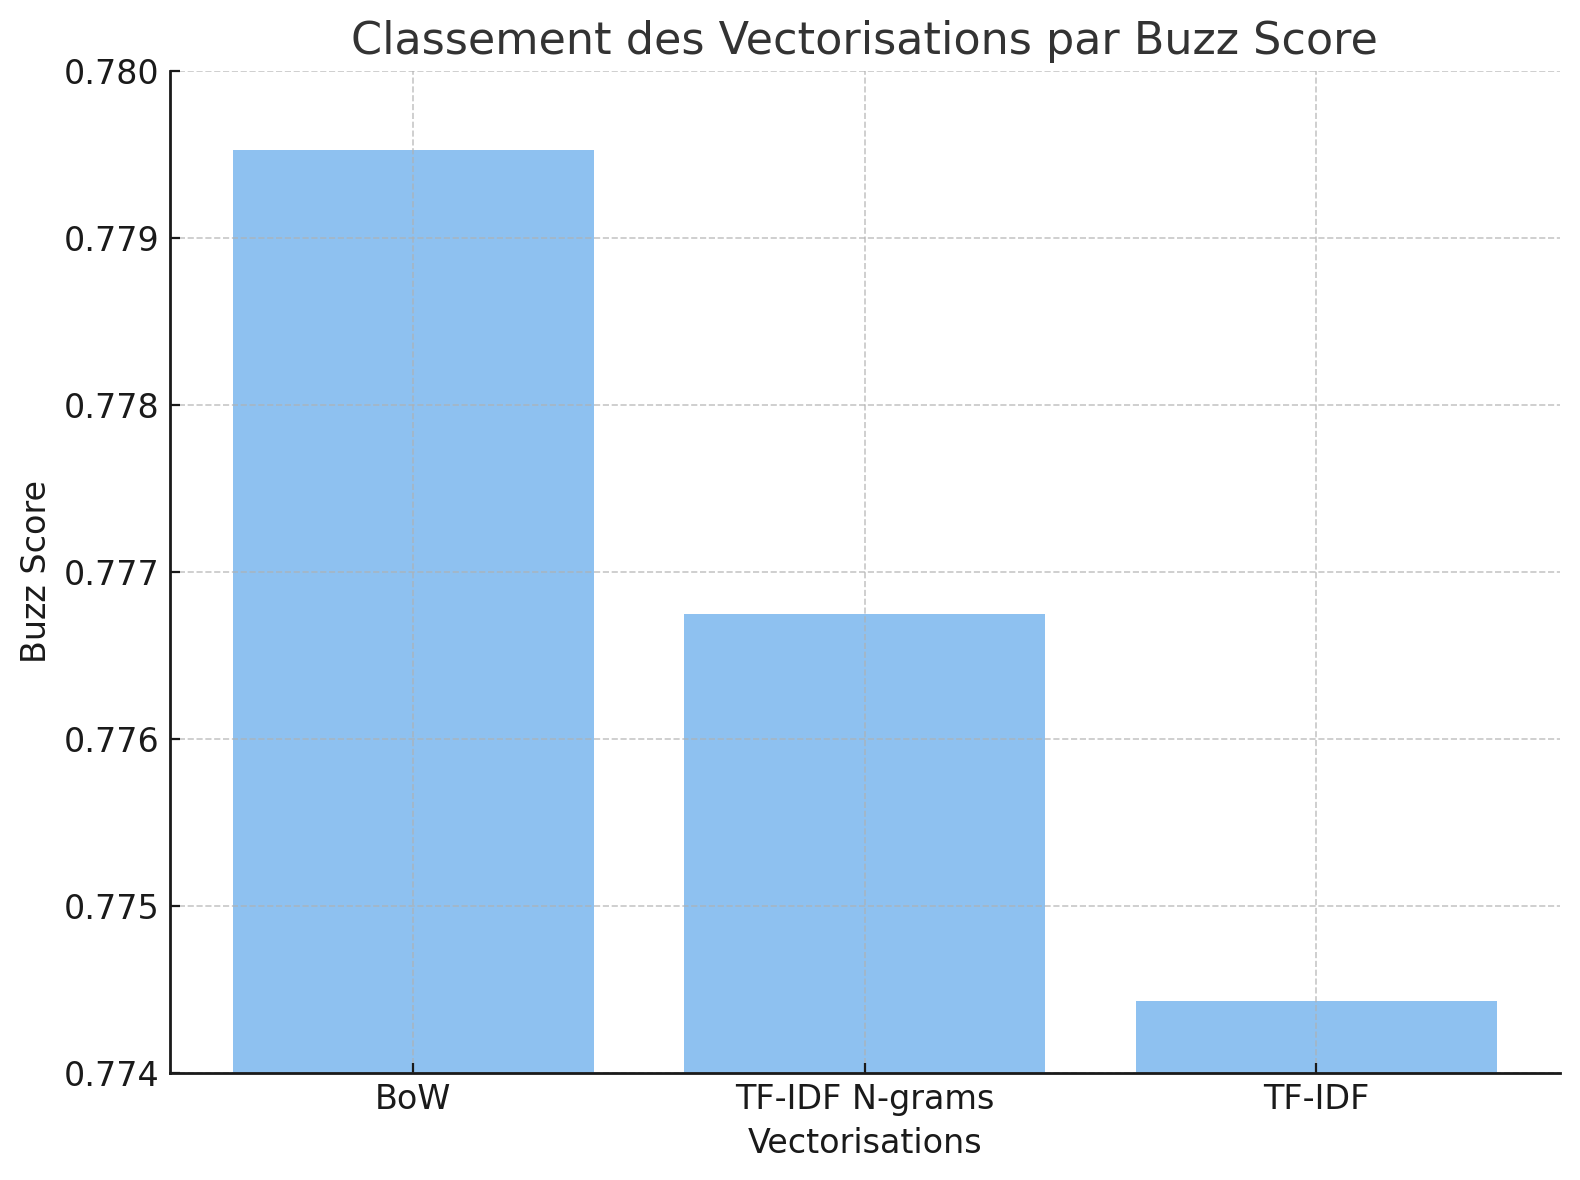 Classement des Vectorisations par Buzz Score
0.780
0.779
0.778
0.777
0.776
0.775
0.774
Buzz Score
BoW
TF-IDF N-grams
TF-IDF
Vectorisations